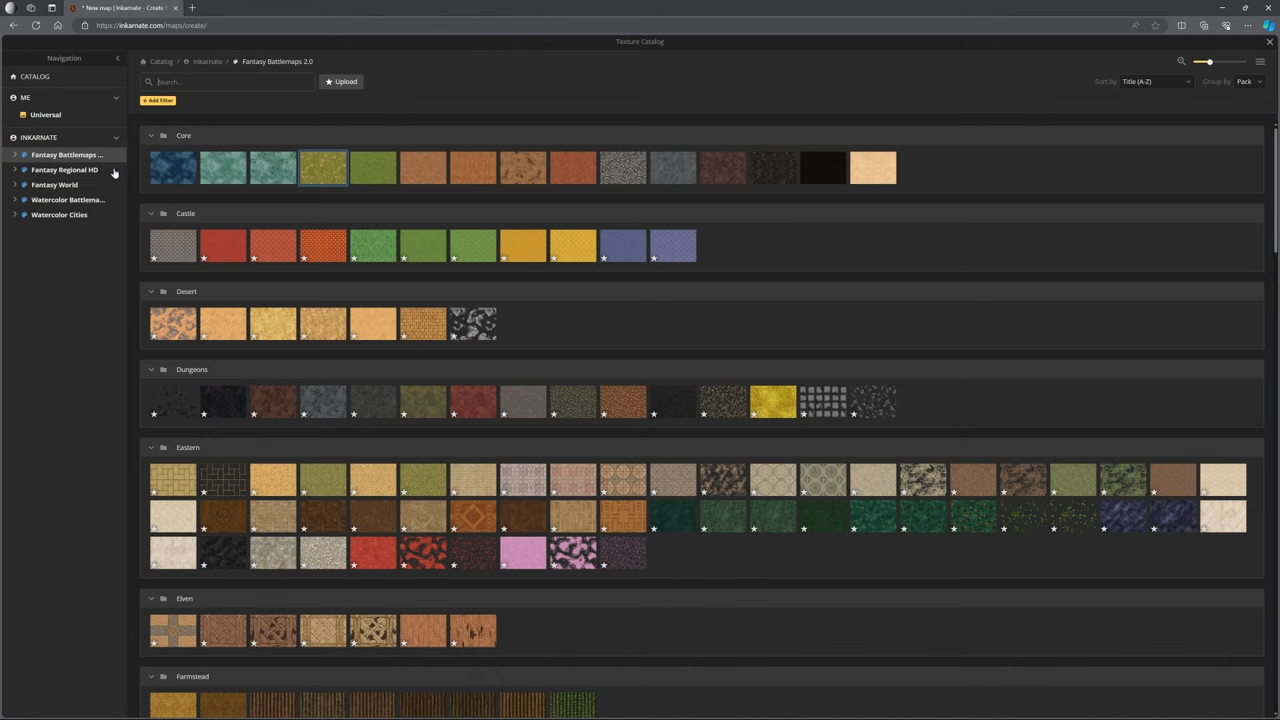 * New map | Inkarnate - Create F
https://inkarnate.com/maps/create/
Texture Catalog
Navigation
Catalog / Inkarnate / Fantasy Battlemaps 2.0
CATALOG
Search...
Upload
Sort by Title (A-Z) Group by Pack
ME
+ Add Filter
Universal
INKARNATE
Core
Fantasy Battlemaps ...
Fantasy Regional HD
Fantasy World
Watercolor Battlema...
Watercolor Cities
Castle
Desert
Dungeons
Eastern
Elven
Farmstead